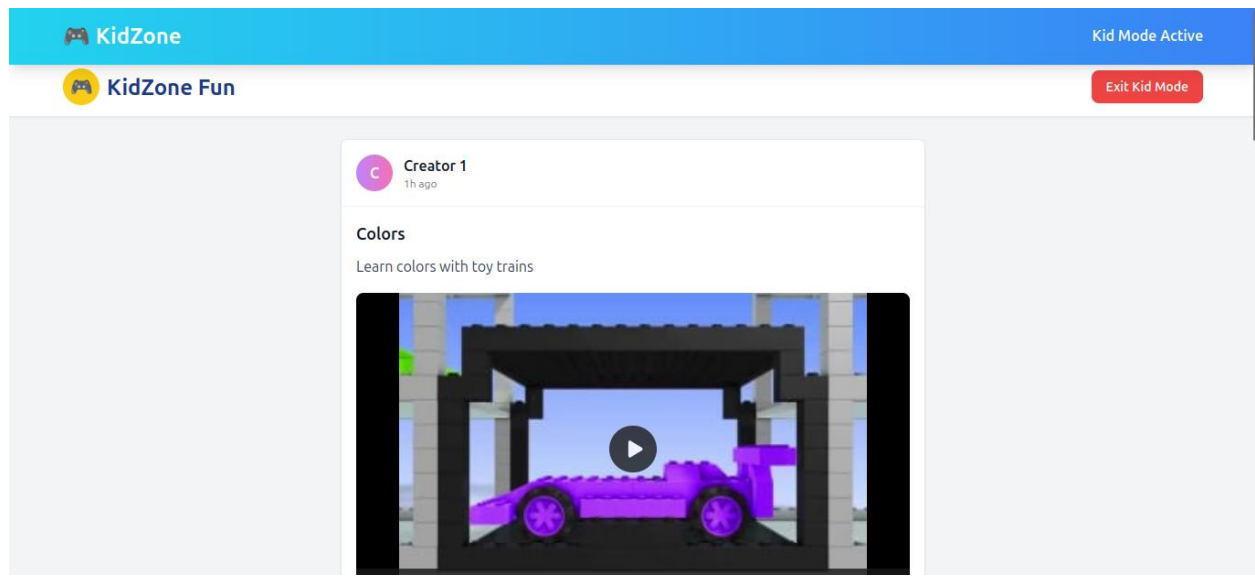 KidZone
Kid Mode Active
KidZone Fun
Exit Kid Mode
C
Creator 1
1h ago
Colors
Learn colors with toy trains